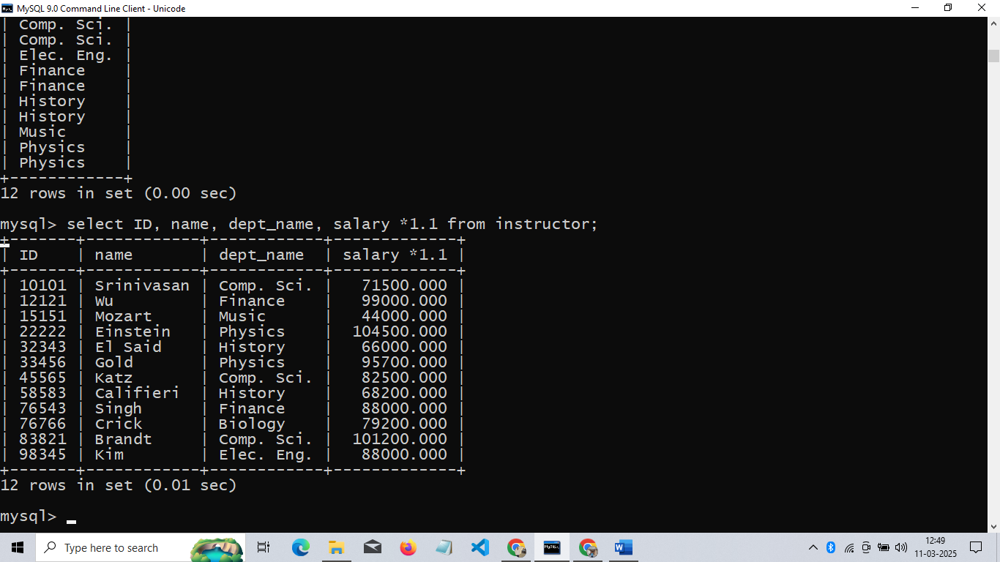 MySQL 9.0 Command Line Client - Unicode
| Comp. Sci. |
| Comp. Sci. |
| Elec. Eng. |
| Finance    |
| Finance    |
| History    |
| History    |
| Music      |
| Physics    |
| Physics    |
+------------+
12 rows in set (0.00 sec)
mysql> select ID, name, dept_name, salary *1.1 from instructor;
+-------+------------+------------+-------------+
| ID    | name       | dept_name  | salary *1.1 |
+-------+------------+------------+-------------+
| 10101 | Srinivasan | Comp. Sci. |   71500.000 |
| 12121 | Wu         | Finance    |   99000.000 |
| 15151 | Mozart     | Music      |   44000.000 |
| 22222 | Einstein   | Physics    |  104500.000 |
| 32343 | El Said    | History    |   66000.000 |
| 33456 | Gold       | Physics    |   95700.000 |
| 45565 | Katz       | Comp. Sci. |   82500.000 |
| 58583 | Califieri  | History    |   68200.000 |
| 76543 | Singh      | Finance    |   88000.000 |
| 76766 | Crick      | Biology    |   79200.000 |
| 83821 | Brandt     | Comp. Sci. |  101200.000 |
| 98345 | Kim        | Elec. Eng. |   88000.000 |
+-------+------------+------------+-------------+
12 rows in set (0.01 sec)
mysql> _
Type here to search
12:49
11-03-2025